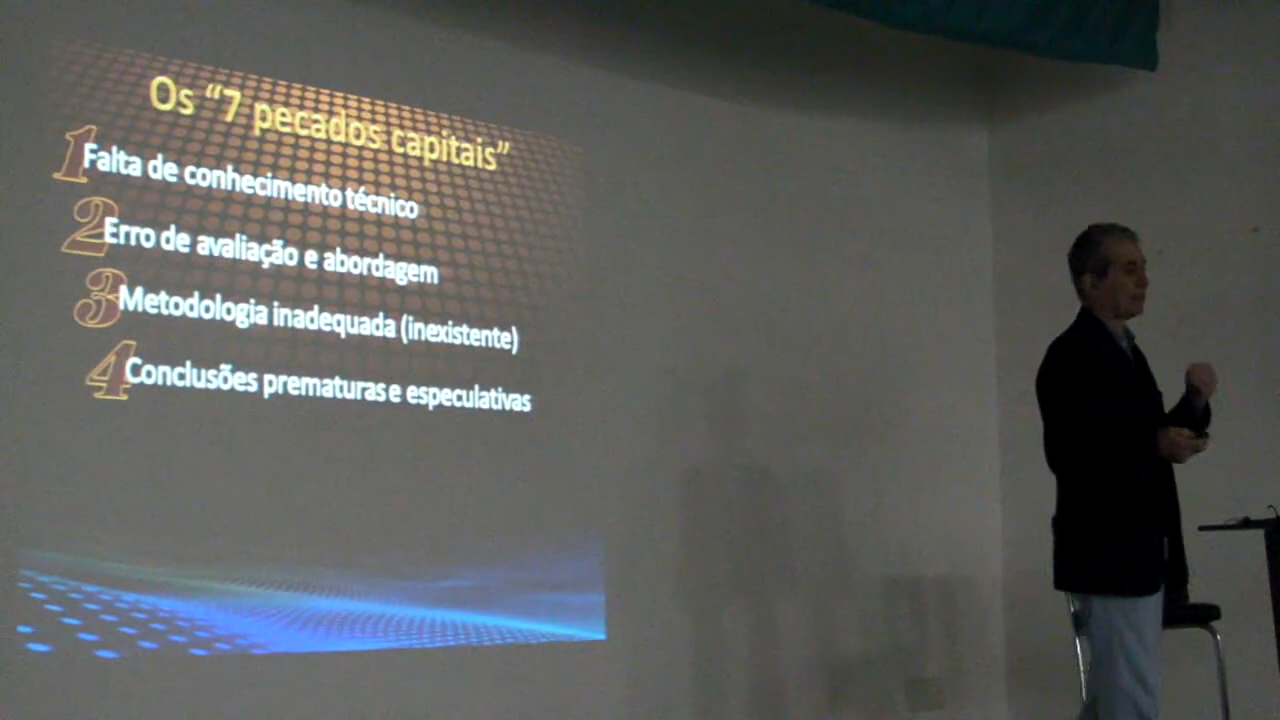 Os “7 pecados capitais”
1 Falta de conhecimento técnico
2 Erro de avaliação e abordagem
3 Metodologia inadequada (inexistente)
4 Conclusões prematuras e especulativas